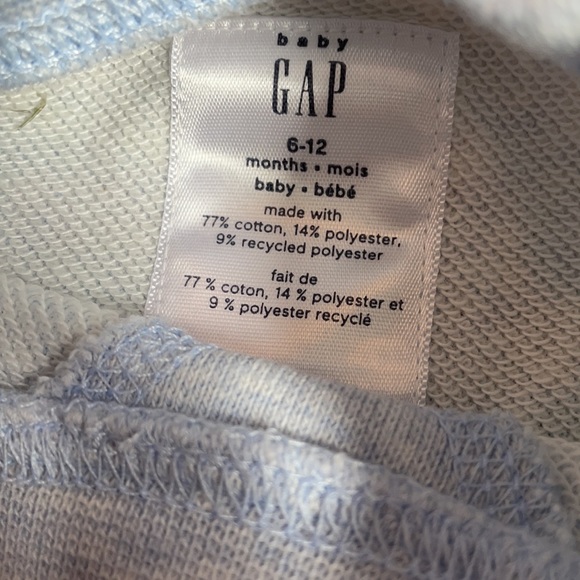 baby
GAP
6-12
months • mois
baby • bébé
made with
77% cotton, 14% polyester,
9% recycled polyester
fait de
77 % coton, 14 % polyester et
9 % polyester recyclé